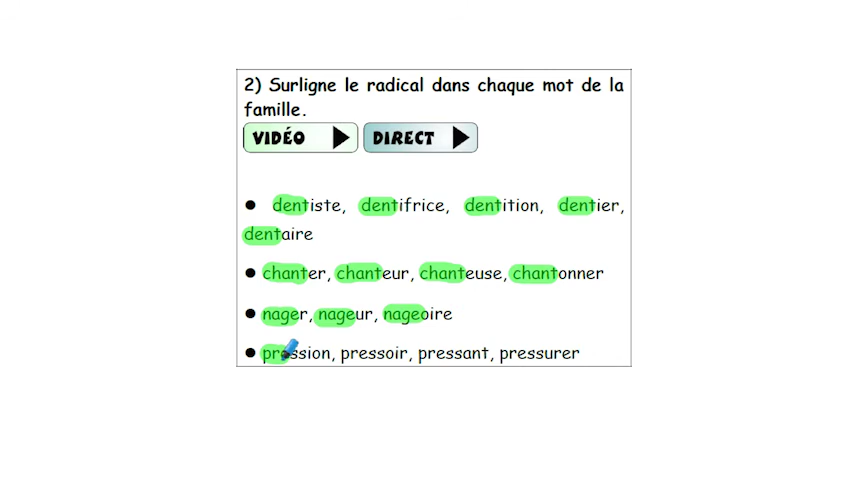 2) Surligne le radical dans chaque mot de la
famille.
VIDÉO DIRECT
● dentiste, dentifrice, dentition, dentier,
dentaire
● chanter, chanteur, chanteuse, chantonner
● nager, nageur, nageoire
● pression, pressoir, pressant, pressurer